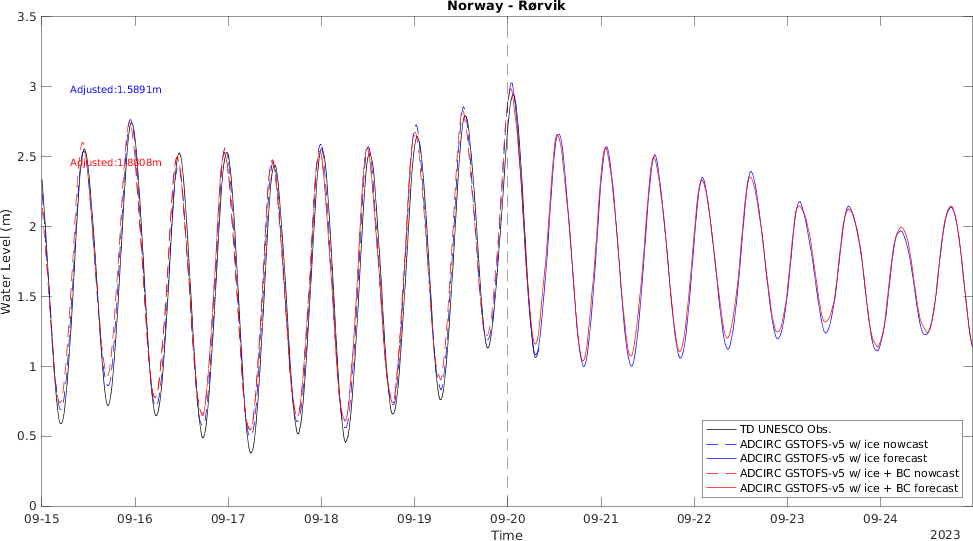 Norway - Rørvik
3.5
3
2.5
2
1.5
1
0.5
0
Water Level (m)
Adjusted:1.5891m
Adjusted:1.8808m
TD UNESCO Obs.
ADCIRC GSTOFS-v5 w/ ice nowcast
ADCIRC GSTOFS-v5 w/ ice forecast
ADCIRC GSTOFS-v5 w/ ice + BC nowcast
ADCIRC GSTOFS-v5 w/ ice + BC forecast
09-15 09-16 09-17 09-18 09-19 09-20 09-21 09-22 09-23 09-24
Time
2023